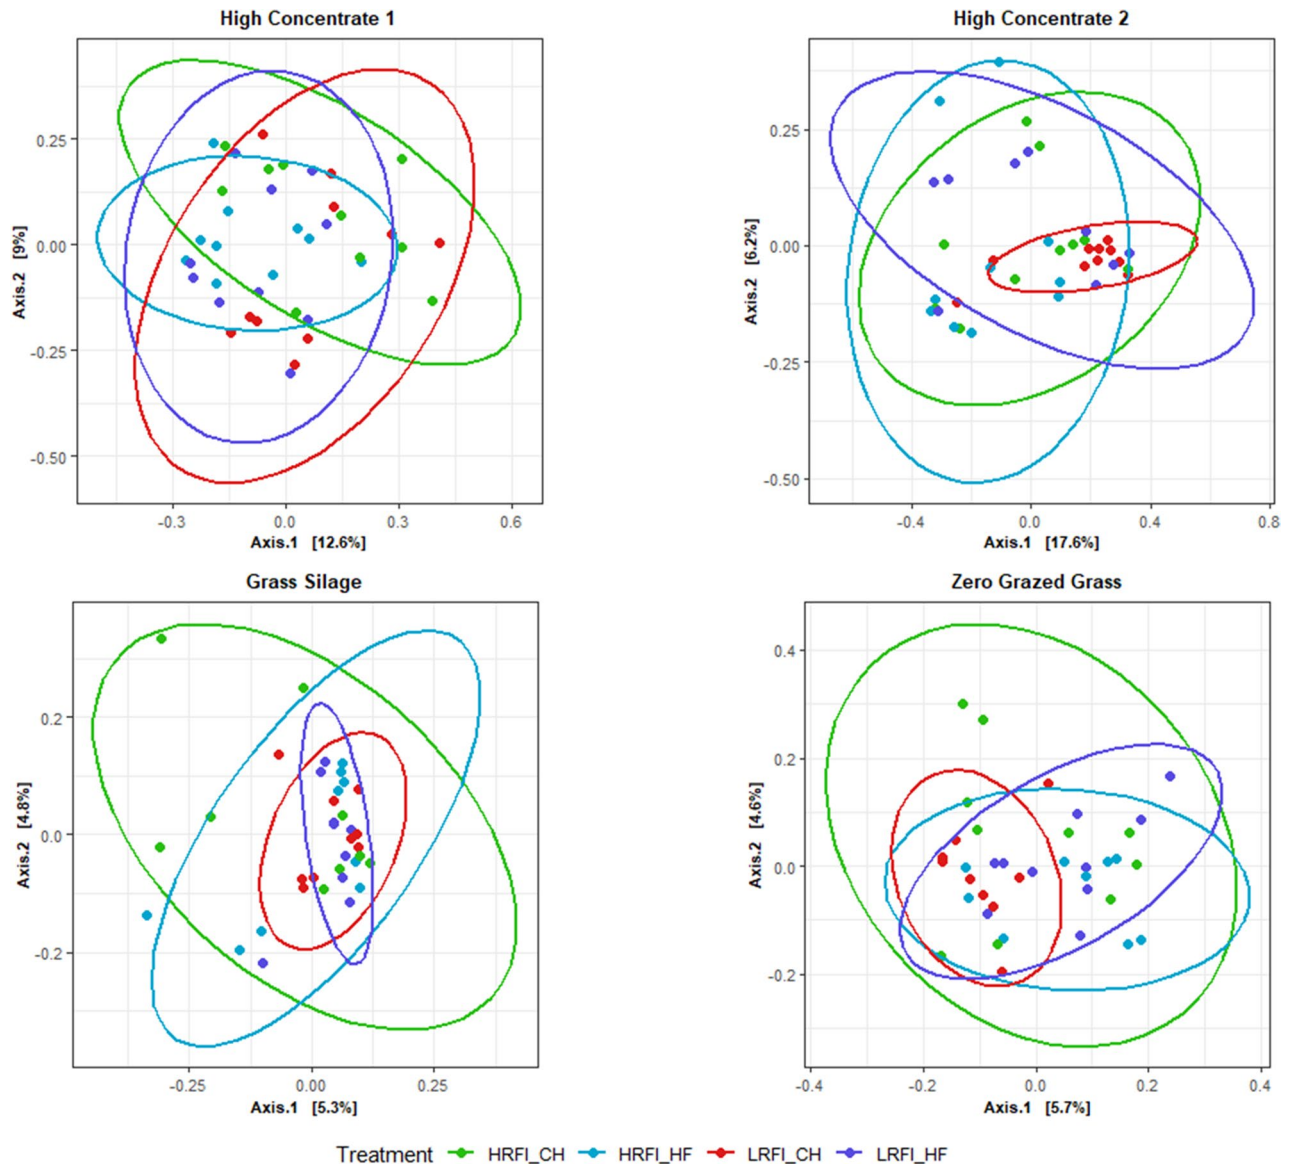 High Concentrate 1
High Concentrate 2
0.25
0.00
-0.25
-0.50
Axis.2 [9%]
-0.3 0.0 0.3 0.6
Axis.1 [12.6%]
0.25
0.00
-0.25
-0.50
Axis.2 [6.2%]
-0.4 0.0 0.4 0.8
Axis.1 [17.6%]
Grass Silage
Zero Grazed Grass
0.2
0.0
-0.2
Axis.2 [4.8%]
-0.25 0.00 0.25
Axis.1 [5.3%]
0.4
0.2
0.0
-0.2
Axis.2 [4.6%]
-0.4 -0.2 0.0 0.2 0.4
Axis.1 [5.7%]
Treatment HRFI_CH HRFI_HF LRFI_CH LRFI_HF